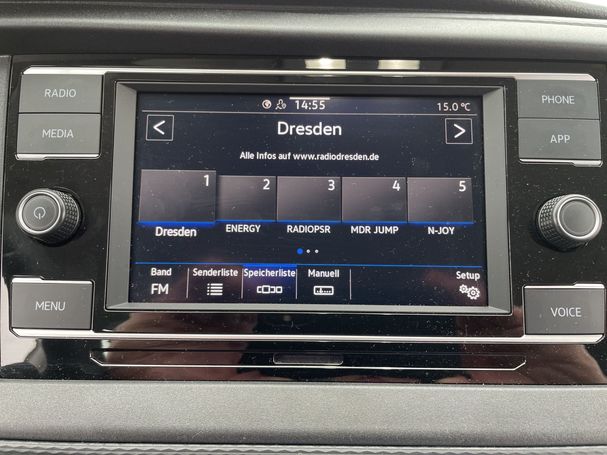 RADIO
MEDIA
MENU
14:55
15.0 °C
Dresden
Alle Infos auf www.radiodresden.de
1 2 3 4 5
Dresden ENERGY RADIOPSR MDR JUMP N-JOY
Band Senderliste Speicherliste Manuell Setup
FM
PHONE
APP
VOICE